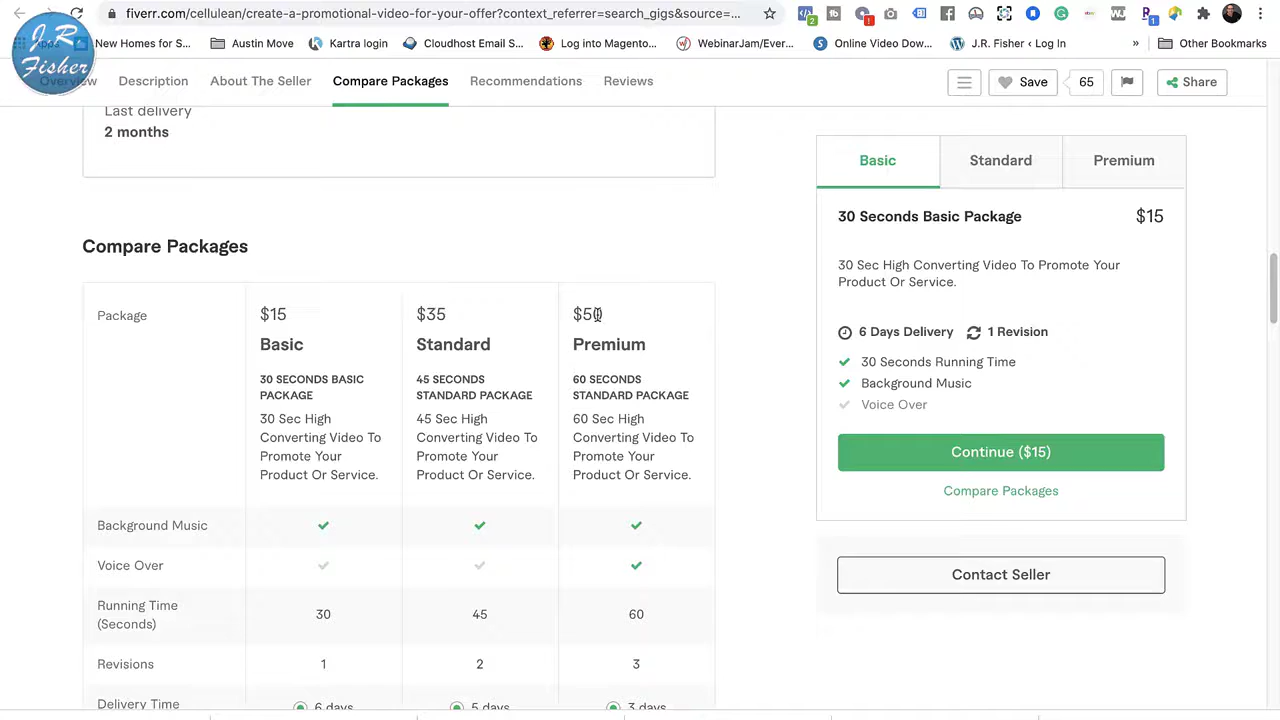 fiverr.com/cellulean/create-a-promotional-video-for-your-offer?context_referrer=search_gigs&source=...
Apps New Homes for S... Austin Move Kartra login Cloudhost Email S... Log into Magento... WebinarJam/Ever... Online Video Dow... J.R. Fisher ‹ Log In » Other Bookmarks
J.R. Fisher
Overview Description About The Seller Compare Packages Recommendations Reviews Save 65 Share
Last delivery
2 months
Basic Standard Premium
30 Seconds Basic Package $15
30 Sec High Converting Video To Promote Your
Product Or Service.
6 Days Delivery 1 Revision
30 Seconds Running Time
Background Music
Voice Over
Continue ($15)
Compare Packages
Contact Seller
Compare Packages
Package $15 $35 $50
Basic Standard Premium
30 SECONDS BASIC 45 SECONDS 60 SECONDS
PACKAGE STANDARD PACKAGE STANDARD PACKAGE
30 Sec High 45 Sec High 60 Sec High
Converting Video To Converting Video To Converting Video To
Promote Your Promote Your Promote Your
Product Or Service. Product Or Service. Product Or Service.
Background Music
Voice Over
Running Time
(Seconds) 30 45 60
Revisions 1 2 3
Delivery Time 6 days 5 days 3 days